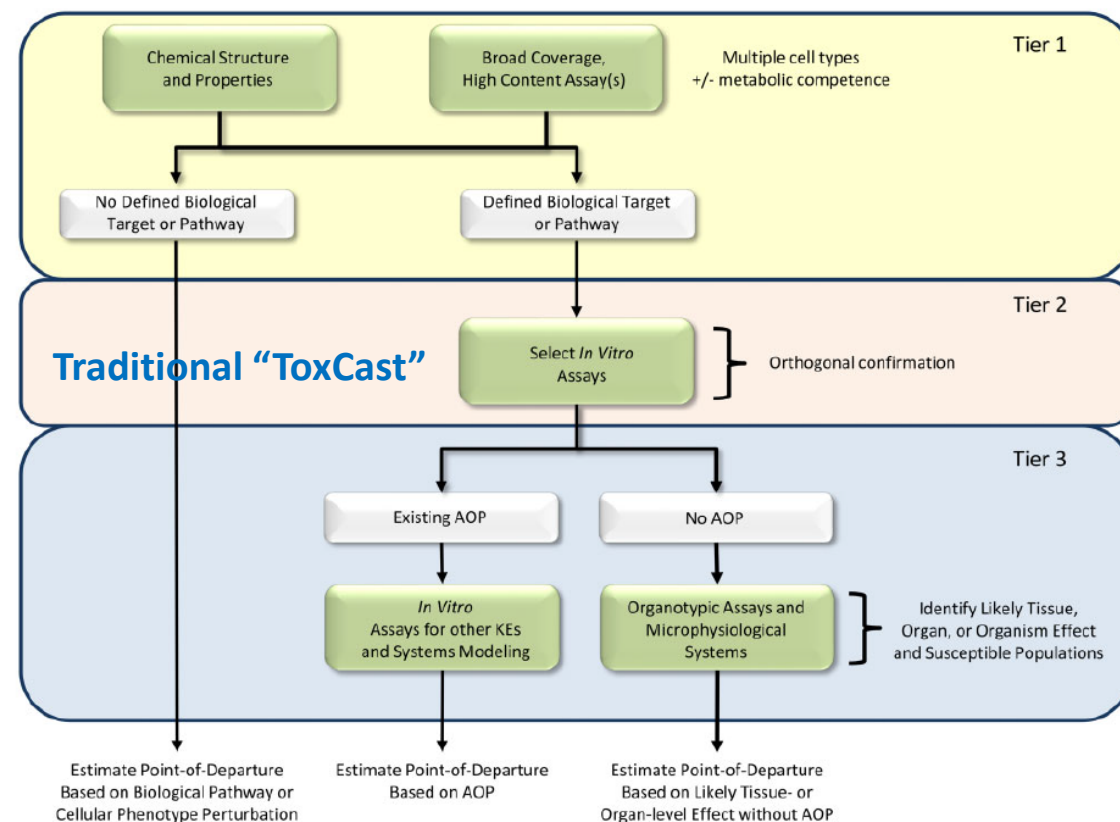 Tier 1
Chemical Structure
and Properties
Broad Coverage,
High Content Assay(s)
Multiple cell types
+/- metabolic competence
No Defined Biological
Target or Pathway
Defined Biological Target
or Pathway
Tier 2
Traditional “ToxCast”
Select In Vitro
Assays
Orthogonal confirmation
Tier 3
Existing AOP
No AOP
In Vitro
Assays for other KEs
and Systems Modeling
Organotypic Assays and
Microphysiological
Systems
Identify Likely Tissue,
Organ, or Organism Effect
and Susceptible Populations
Estimate Point-of-Departure
Based on Biological Pathway or
Cellular Phenotype Perturbation
Estimate Point-of-Departure
Based on AOP
Estimate Point-of-Departure
Based on Likely Tissue- or
Organ-level Effect without AOP